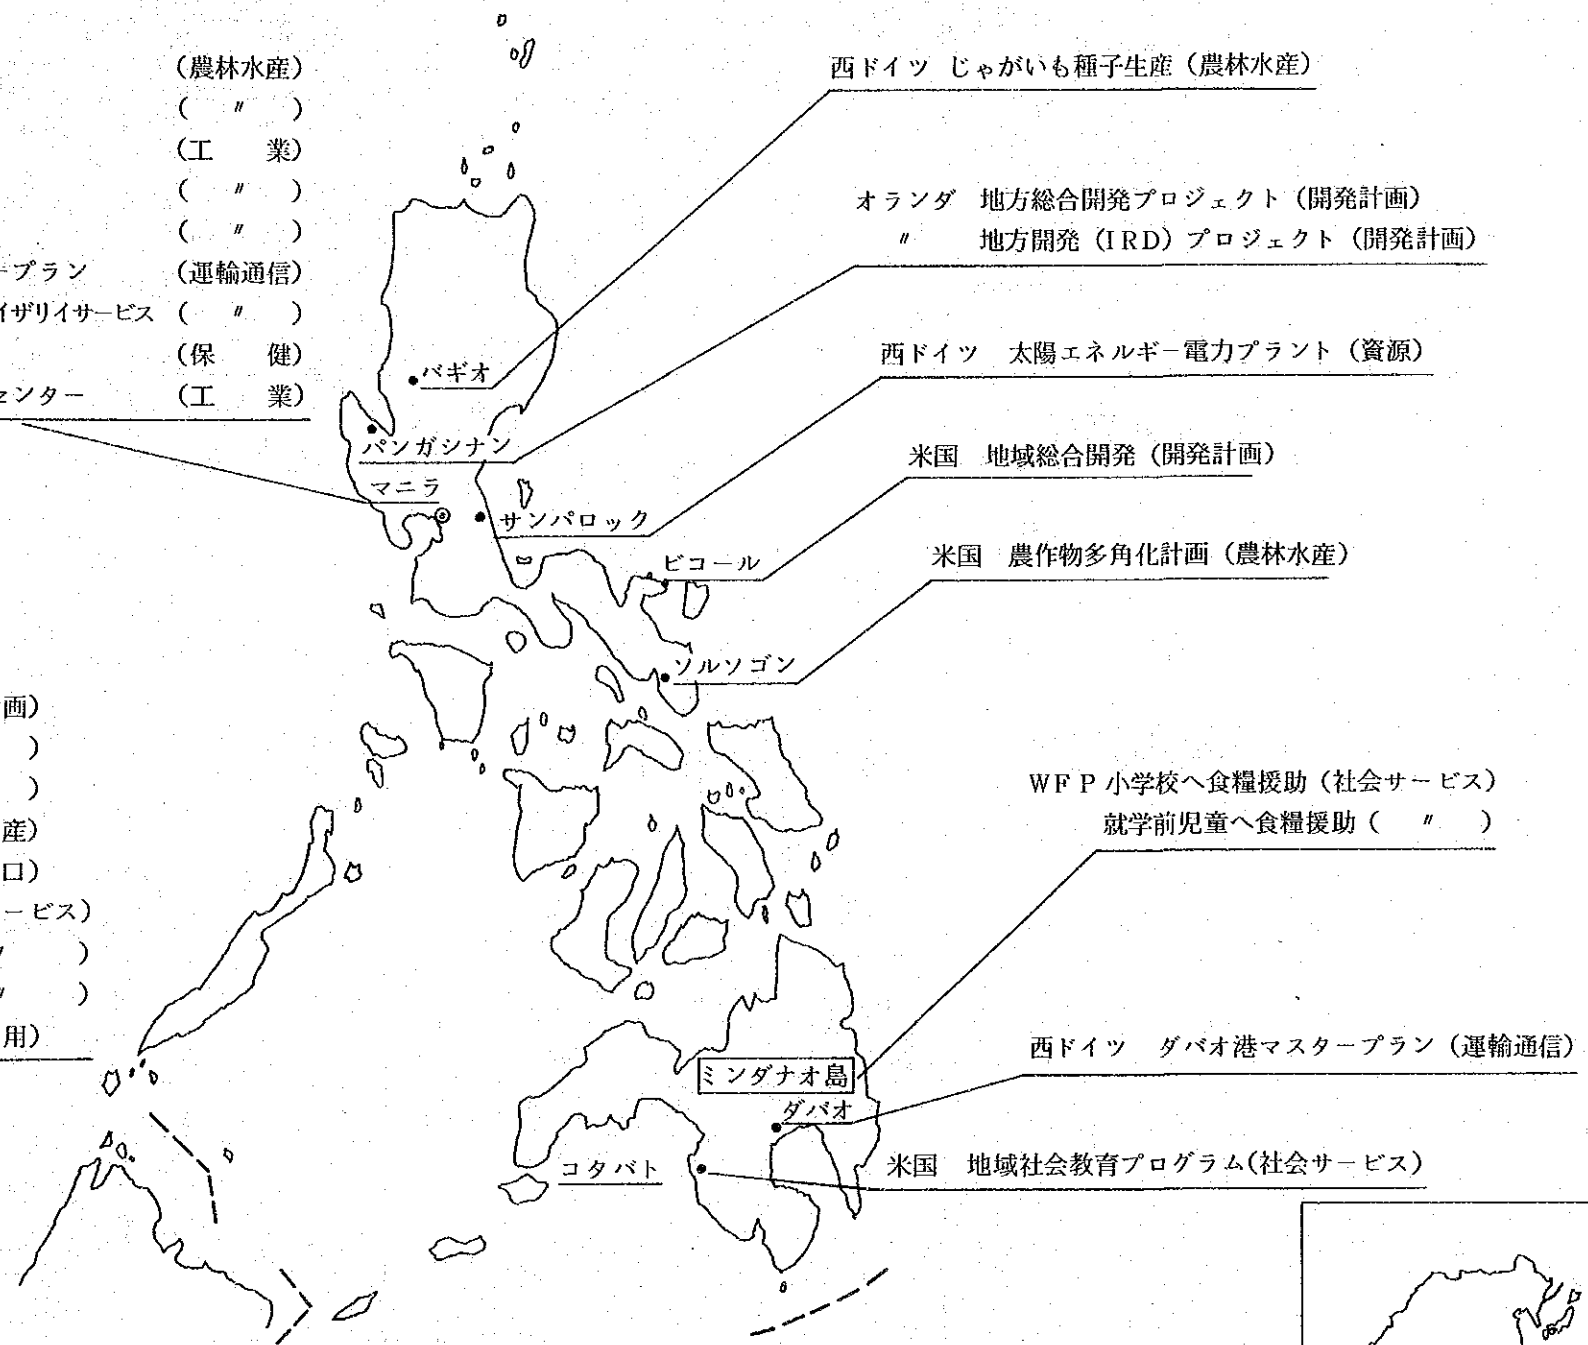 (農林水産)
( 〃 )
(工 業)
( 〃 )
( 〃 )
ープラン (運輸通信)
イザリイサービス ( 〃 )
(保 健)
センター (工 業)
西ドイツ じゃがいも種子生産 (農林水産)
オランダ 地方総合開発プロジェクト (開発計画)
〃 地方開発 (IRD) プロジェクト (開発計画)
西ドイツ 太陽エネルギー電力プラント (資源)
米国 地域総合開発 (開発計画)
米国 農作物多角化計画 (農林水産)
バギオ
パンガシナン
マニラ
サンパロック
ビコール
ソルソゴン
画)
)
)
産)
口)
ービス)
〃 )
〃 )
用)
WFP 小学校へ食糧援助 (社会サービス)
就学前児童へ食糧援助 ( 〃 )
西ドイツ ダバオ港マスタープラン (運輸通信)
ミンダナオ島
ダバオ
コタバト
米国 地域社会教育プログラム(社会サービス)